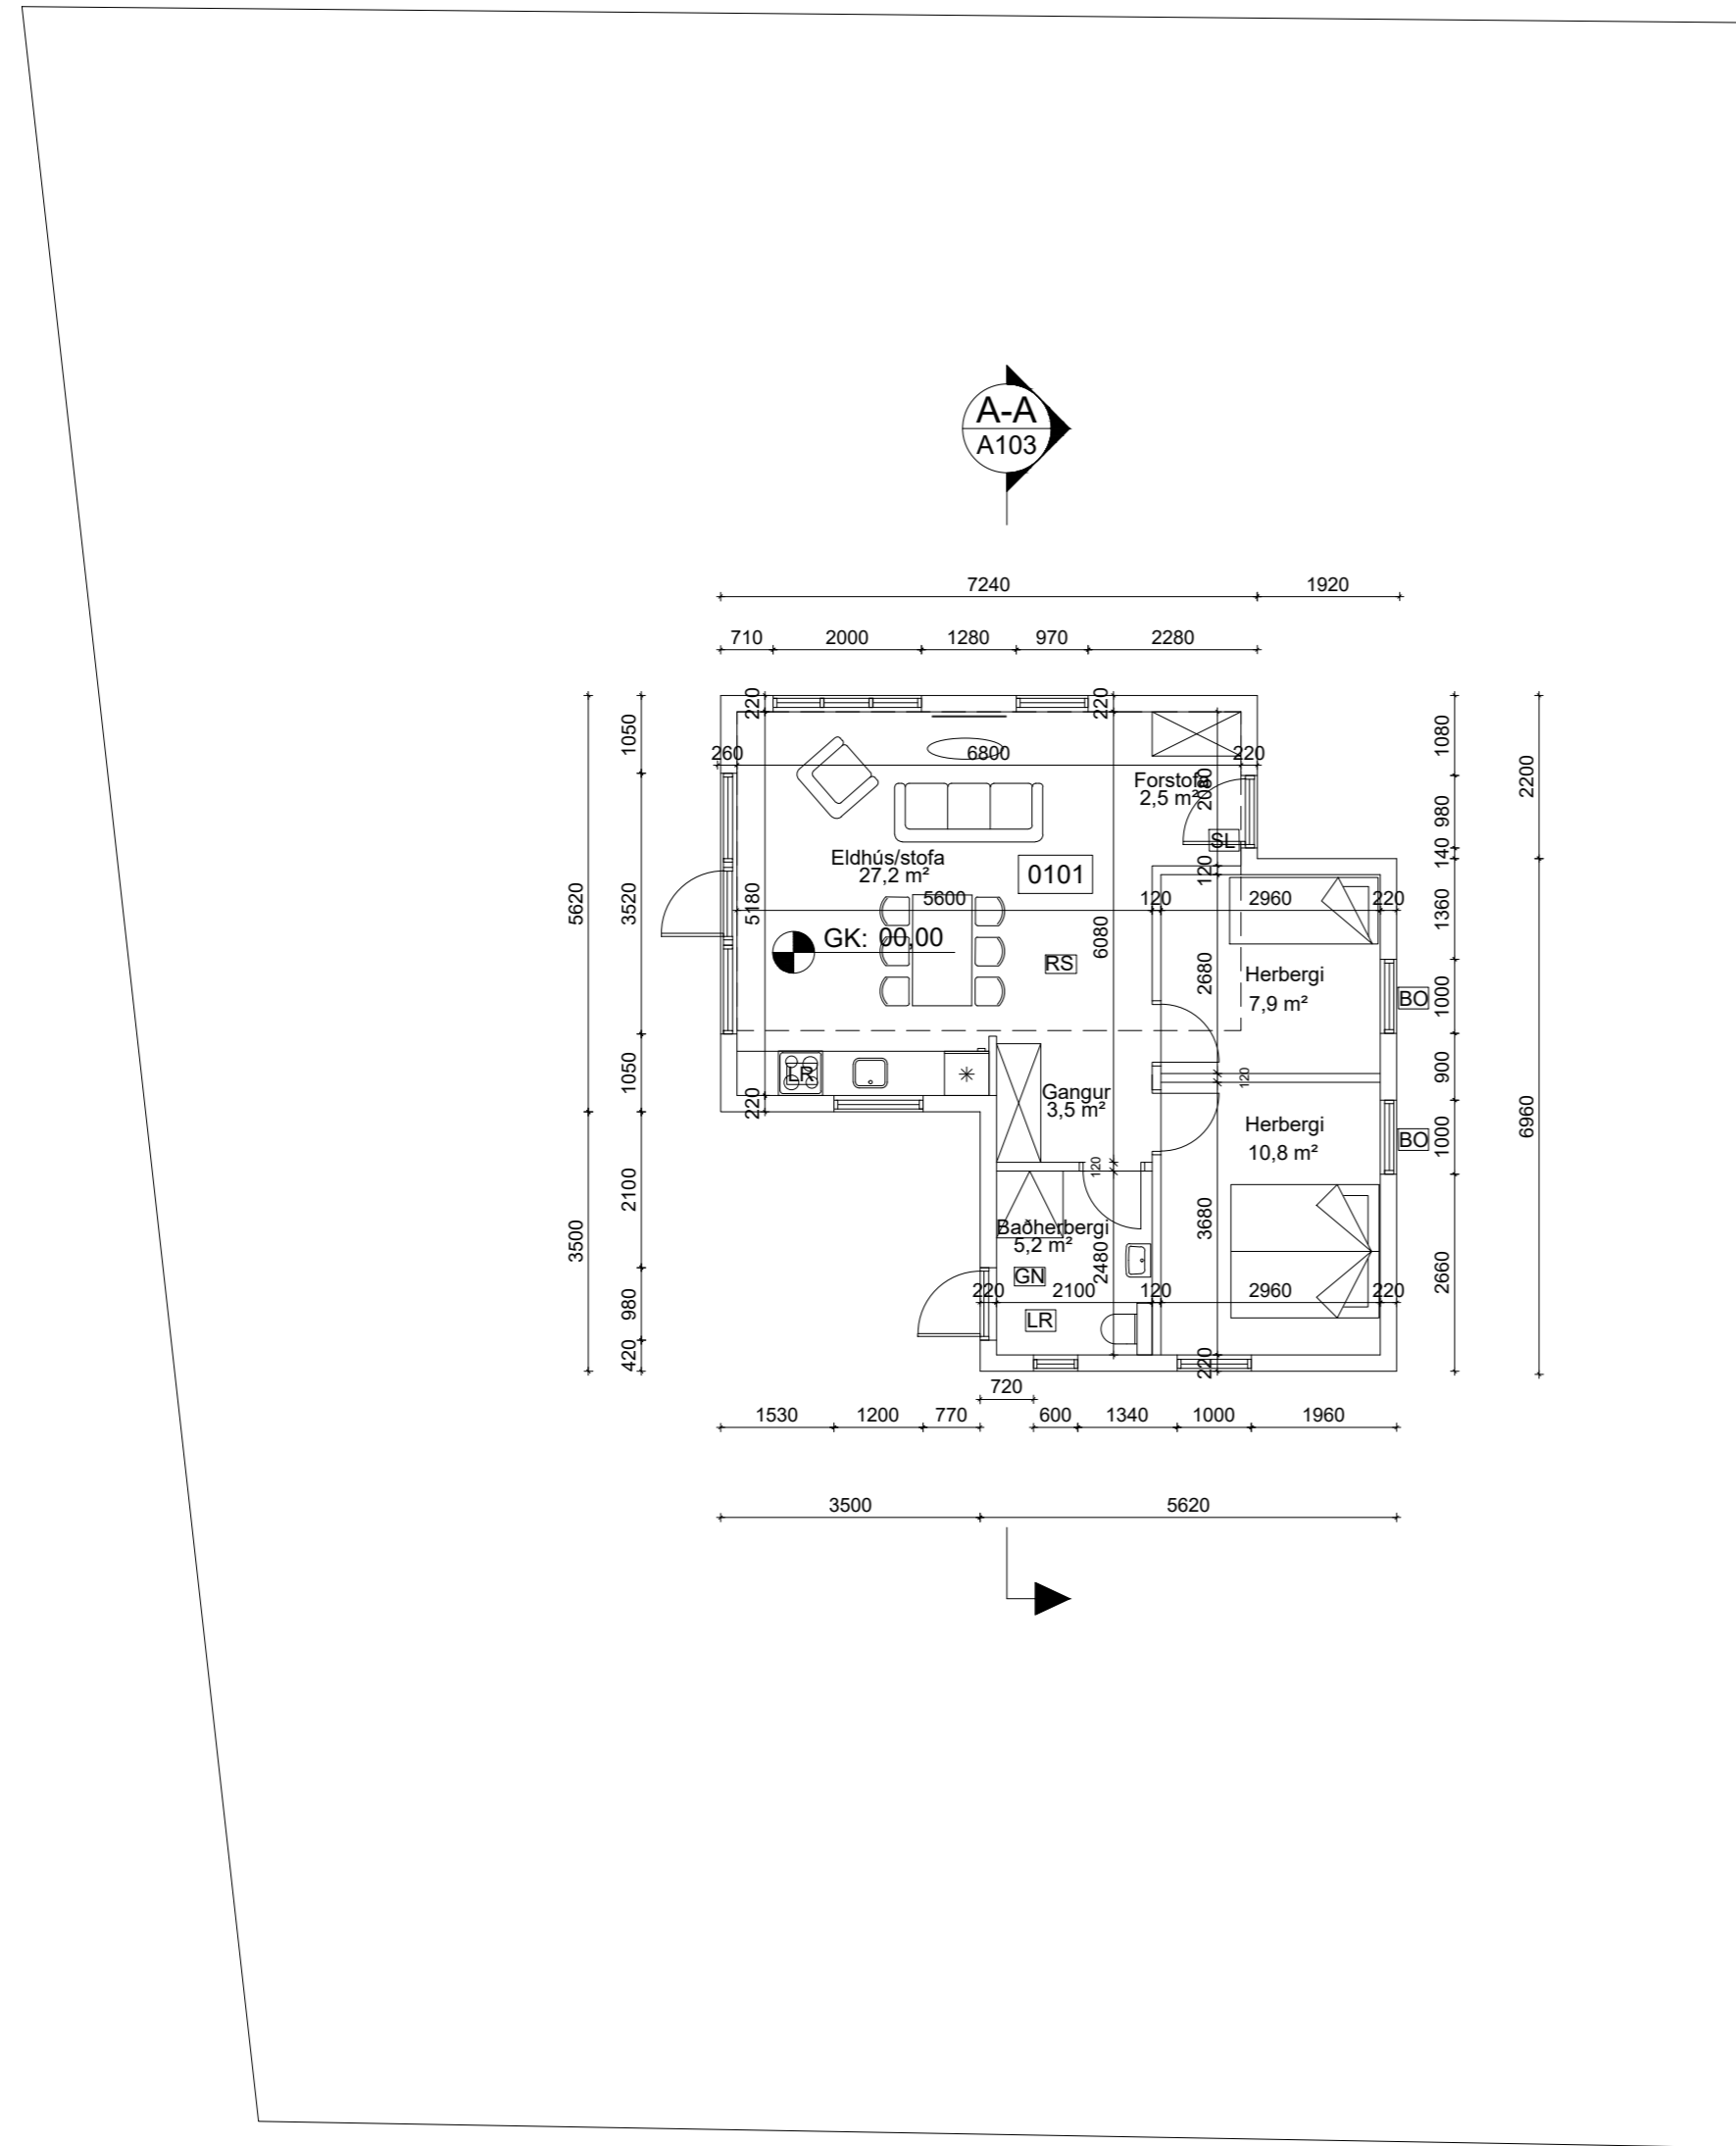 A-A
A103
7240
1920
710
2000
1280
970
2280
220
220
1050
1080
260
6800
220
2200
Forstofa
2,5 m²
2080
980
SL
140
Eldhús/stofa
27,2 m²
0101
120
5620
3520
5180
5600
120
2960
220
1360
GK: 00,00
6080
RS
2680
Herbergi
7,9 m²
BO
1000
LR
1050
220
Gangur
3,5 m²
120
900
6960
Herbergi
10,8 m²
BO
1000
120
2100
3500
Baðherbergi
5,2 m²
2480
3680
GN
220
2100
120
2960
220
2660
980
LR
420
220
720
1530
1200
770
600
1340
1000
1960
3500
5620